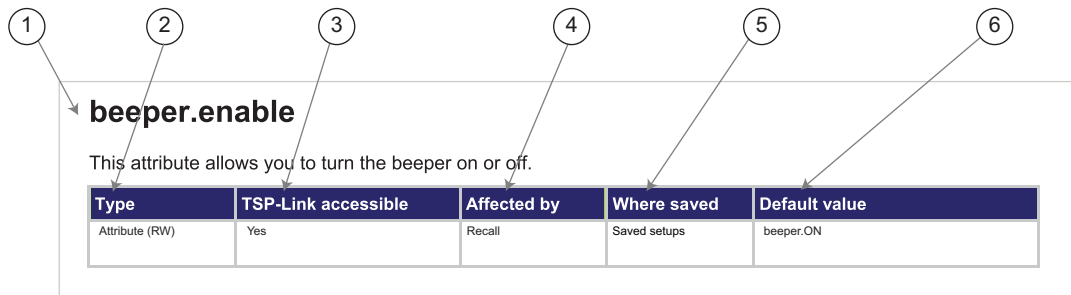 1 2 3 4 5 6
beeper.enable
This attribute allows you to turn the beeper on or off.
Type TSP-Link accessible Affected by Where saved Default value
Attribute (RW) Yes Recall Saved setups beeper.ON